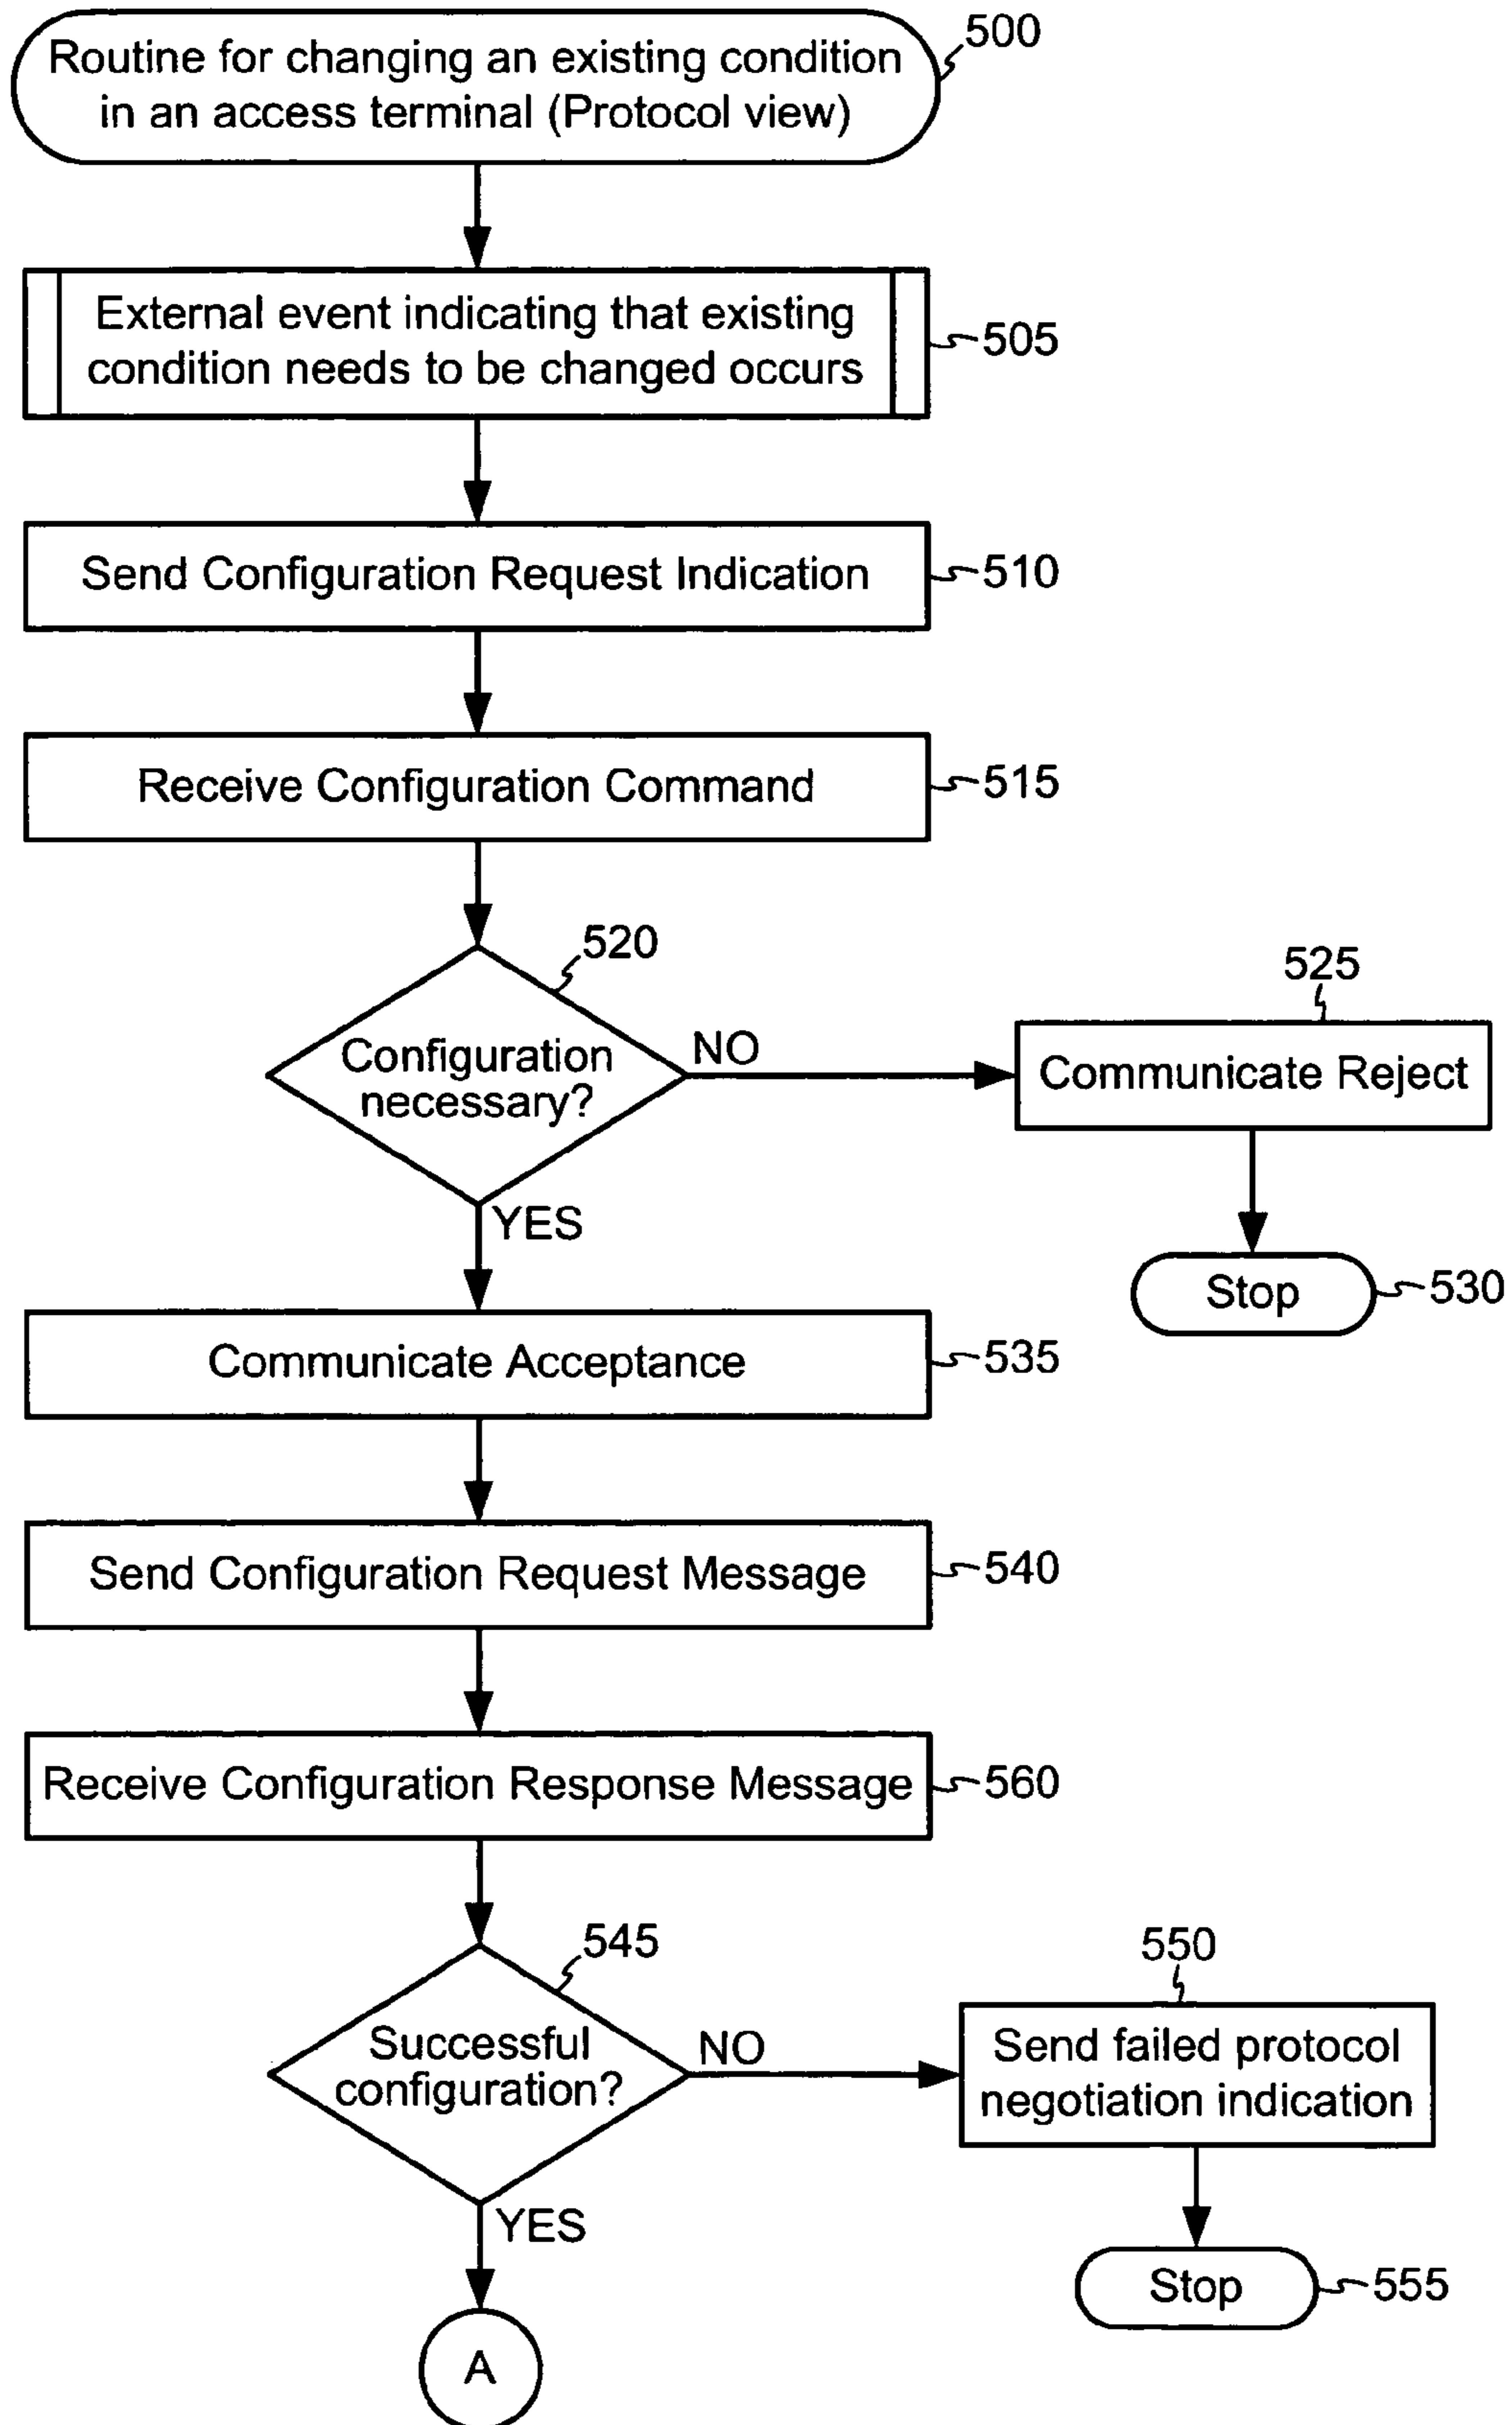 500
Routine for changing an existing condition
in an access terminal (Protocol view)
External event indicating that existing
condition needs to be changed occurs
505
Send Configuration Request Indication
510
Receive Configuration Command
515
520
Configuration
necessary?
NO
525
Communicate Reject
YES
Stop
530
Communicate Acceptance
535
Send Configuration Request Message
540
Receive Configuration Response Message
560
545
Successful
configuration?
NO
550
Send failed protocol
negotiation indication
YES
Stop
555
A